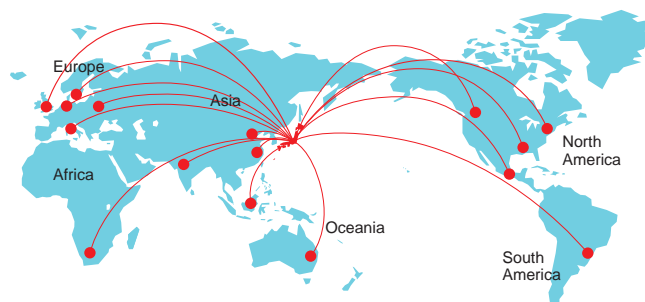 Europe
Asia
Africa
Oceania
North
America
South
America